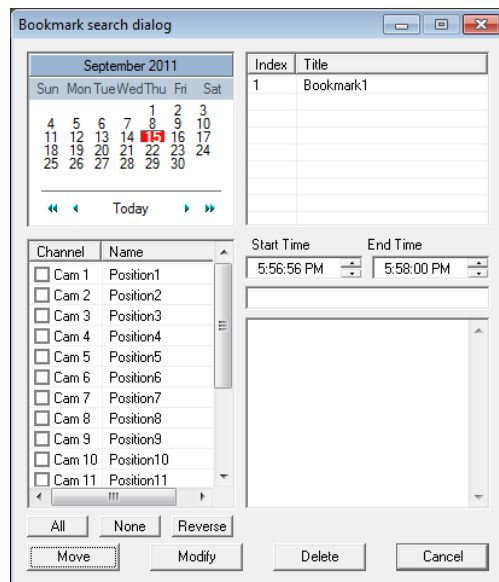 Bookmark search dialog
September 2011
Sun Mon Tue Wed Thu Fri Sat
1 2 3
4 5 6 7 8 9 10
11 12 13 14 15 16 17
18 19 20 21 22 23 24
25 26 27 28 29 30
Today
Index Title
1 Bookmark1
Channel Name
Cam 1 Position1
Cam 2 Position2
Cam 3 Position3
Cam 4 Position4
Cam 5 Position5
Cam 6 Position6
Cam 7 Position7
Cam 8 Position8
Cam 9 Position9
Cam 10 Position10
Cam 11 Position11
Start Time End Time
5:56:56 PM 5:58:00 PM
All None Reverse
Move Modify Delete Cancel